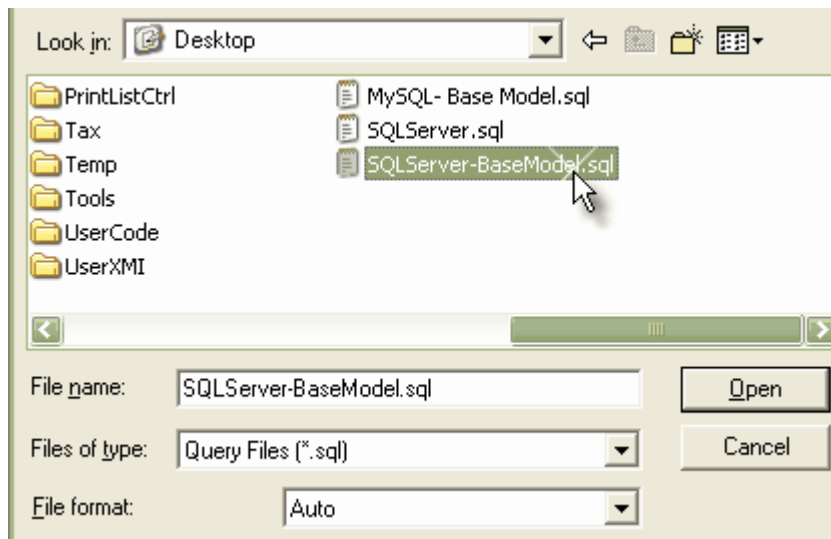 Look in: Desktop
PrintListCtrl MySQL- Base Model.sql
Tax SQLServer.sql
Temp SQLServer-BaseModel.sql
Tools
UserCode
UserXMI
File name: SQLServer-BaseModel.sql Open
Files of type: Query Files (*.sql) Cancel
File format: Auto